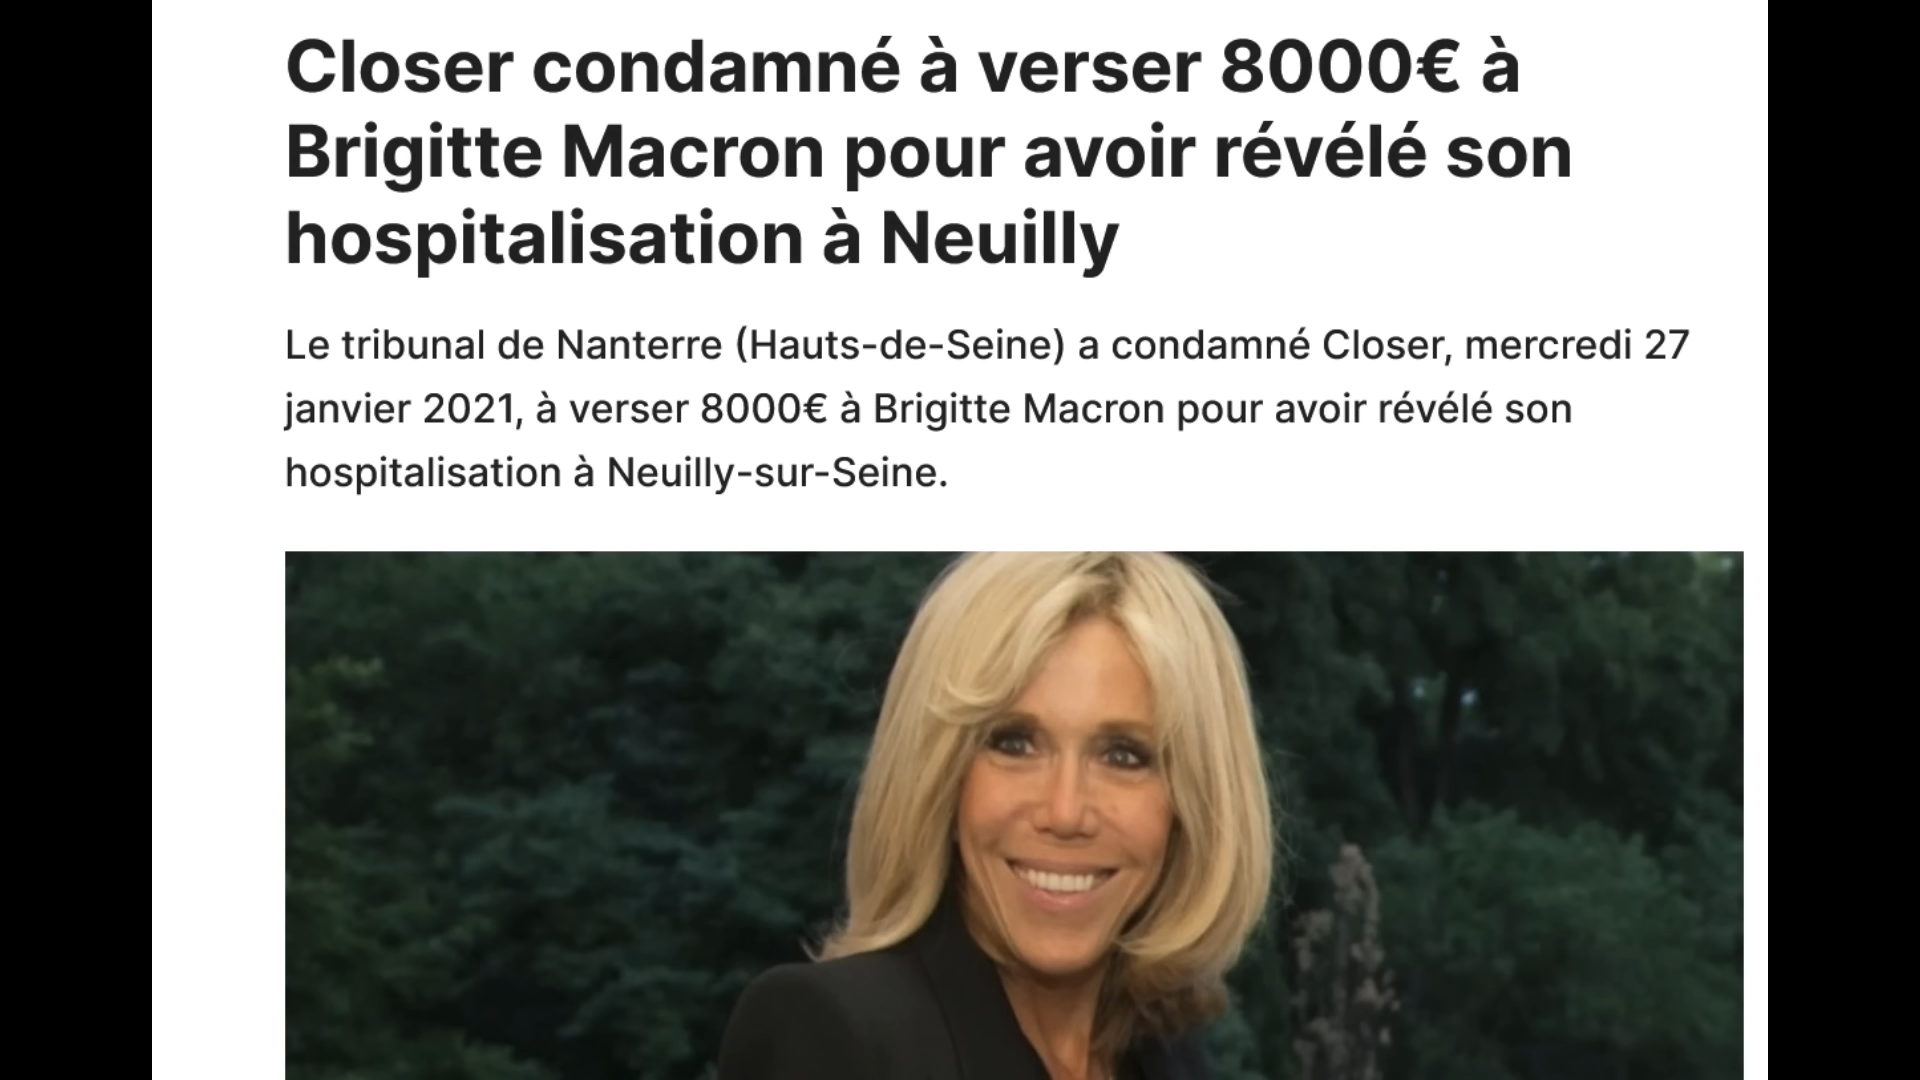 Closer condamné à verser 8000€ à
Brigitte Macron pour avoir révélé son
hospitalisation à Neuilly
Le tribunal de Nanterre (Hauts-de-Seine) a condamné Closer, mercredi 27
janvier 2021, à verser 8000€ à Brigitte Macron pour avoir révélé son
hospitalisation à Neuilly-sur-Seine.